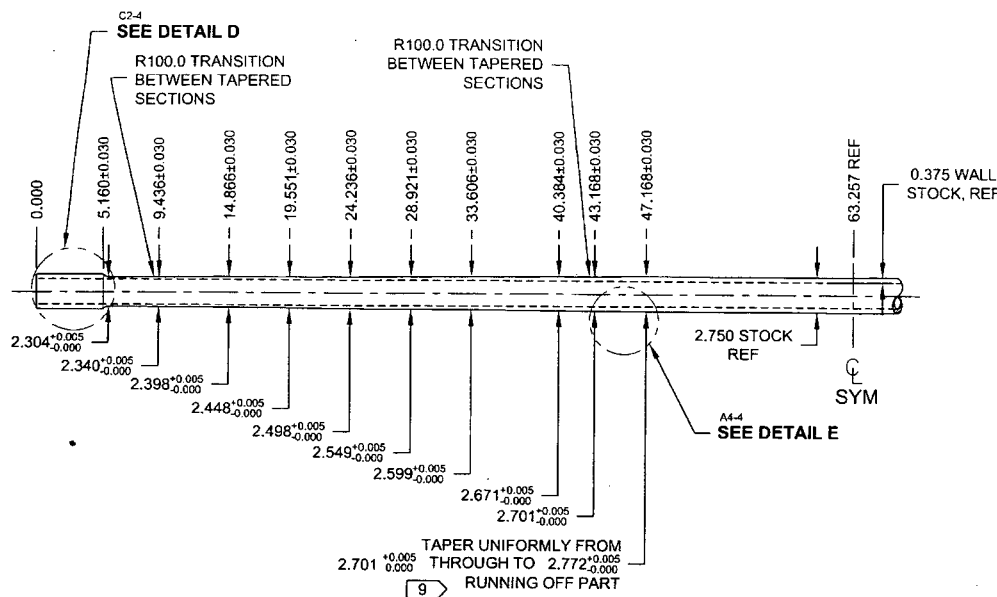 C2-4
SEE DETAIL D
R100.0 TRANSITION
BETWEEN TAPERED
SECTIONS
R100.0 TRANSITION
BETWEEN TAPERED
SECTIONS
0.000
5.160±0.030
9.436±0.030
14.866±0.030
19.551±0.030
24.236±0.030
28.921±0.030
33.606±0.030
40.384±0.030
43.168±0.030
47.168±0.030
63.257 REF
0.375 WALL
STOCK, REF
2.304 +0.005 -0.000
2.340 +0.005 -0.000
2.398 +0.005 -0.000
2.448 +0.005 -0.000
2.498 +0.005 -0.000
2.549 +0.005 -0.000
2.599 +0.005 -0.000
2.671 +0.005 -0.000
2.701 +0.005 -0.000
2.750 STOCK
REF
CL
SYM
A4-4
SEE DETAIL E
TAPER UNIFORMLY FROM
2.701 +0.005 0.000 THROUGH TO 2.772 +0.005 -0.000
RUNNING OFF PART
9